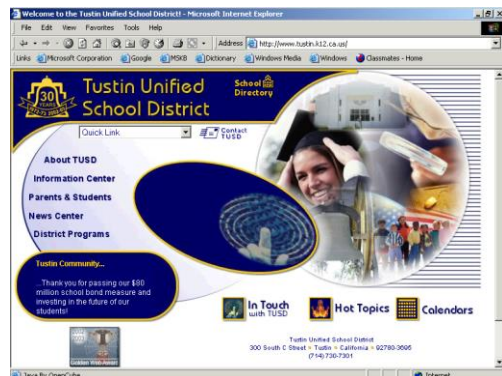 Welcome to the Tustin Unified School District! - Microsoft Internet Explorer
File Edit View Favorites Tools Help
Address http://www.tustin.k12.ca.us/
Links Microsoft Corporation Google MSKB Dictionary Windows Media Windows Classmates - Home
30
YEARS
Tustin Unified
School District
School
Directory
Quick Link
Contact
TUSD
About TUSD
Information Center
Parents & Students
News Center
District Programs
Tustin Community...
...Thank you for passing our $80
million school bond measure and
investing in the future of our
students!
In Touch
with TUSD
Hot Topics
Calendars
Golden Web Award
Tustin Unified School District
300 South C Street Tustin California 92780-3695
(714) 730-7301
Java By OpenCube
Internet